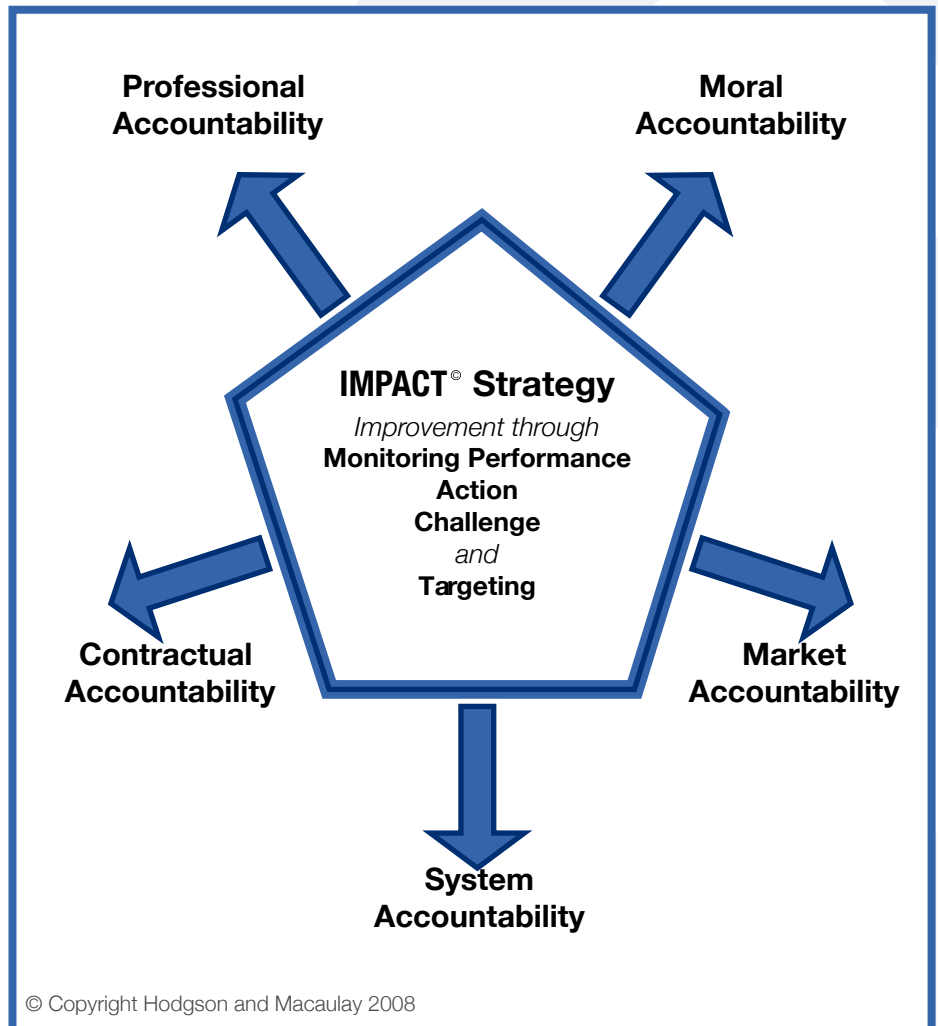 Professional
Accountability
Moral
Accountability
IMPACT© Strategy
Improvement through
Monitoring Performance
Action
Challenge
and
Targeting
Contractual
Accountability
Market
Accountability
System
Accountability
© Copyright Hodgson and Macaulay 2008